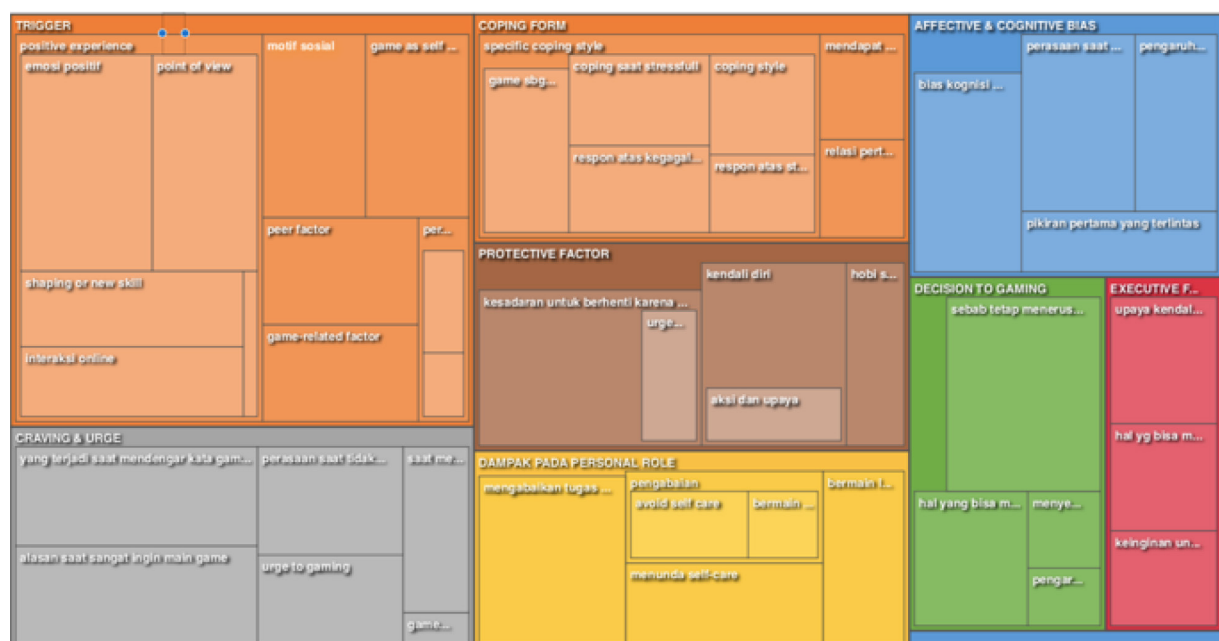 TRIGGER
positive experience
emosi positif
point of view
shaping or new skill
interaksi online
motif sosial
game as self ...
peer factor
per...
game-related factor
COPING FORM
specific coping style
game sbg...
coping saat stressfull
coping style
respon atas kegagal...
respon atas st...
mendapat ...
relasi pert...
AFFECTIVE & COGNITIVE BIAS
bias kognisi ...
perasaan saat ...
pengaruh...
pikiran pertama yang terlintas
PROTECTIVE FACTOR
kesadaran untuk berhenti karena ...
urge...
kendali diri
aksi dan upaya
hobi s...
DECISION TO GAMING
sebab tetap menerus...
hal yang bisa m...
menye...
pengar...
EXECUTIVE F...
upaya kendal...
hal yg bisa m...
keinginan un...
CRAVING & URGE
yang terjadi saat mendengar kata gam...
perasaan saat tidak...
saat me...
alasan saat sangat ingin main game
urge to gaming
game...
DAMPAK PADA PERSONAL ROLE
mengabaikan tugas ...
pengabaian
avoid self care
bermain ...
menunda self-care
bermain l...